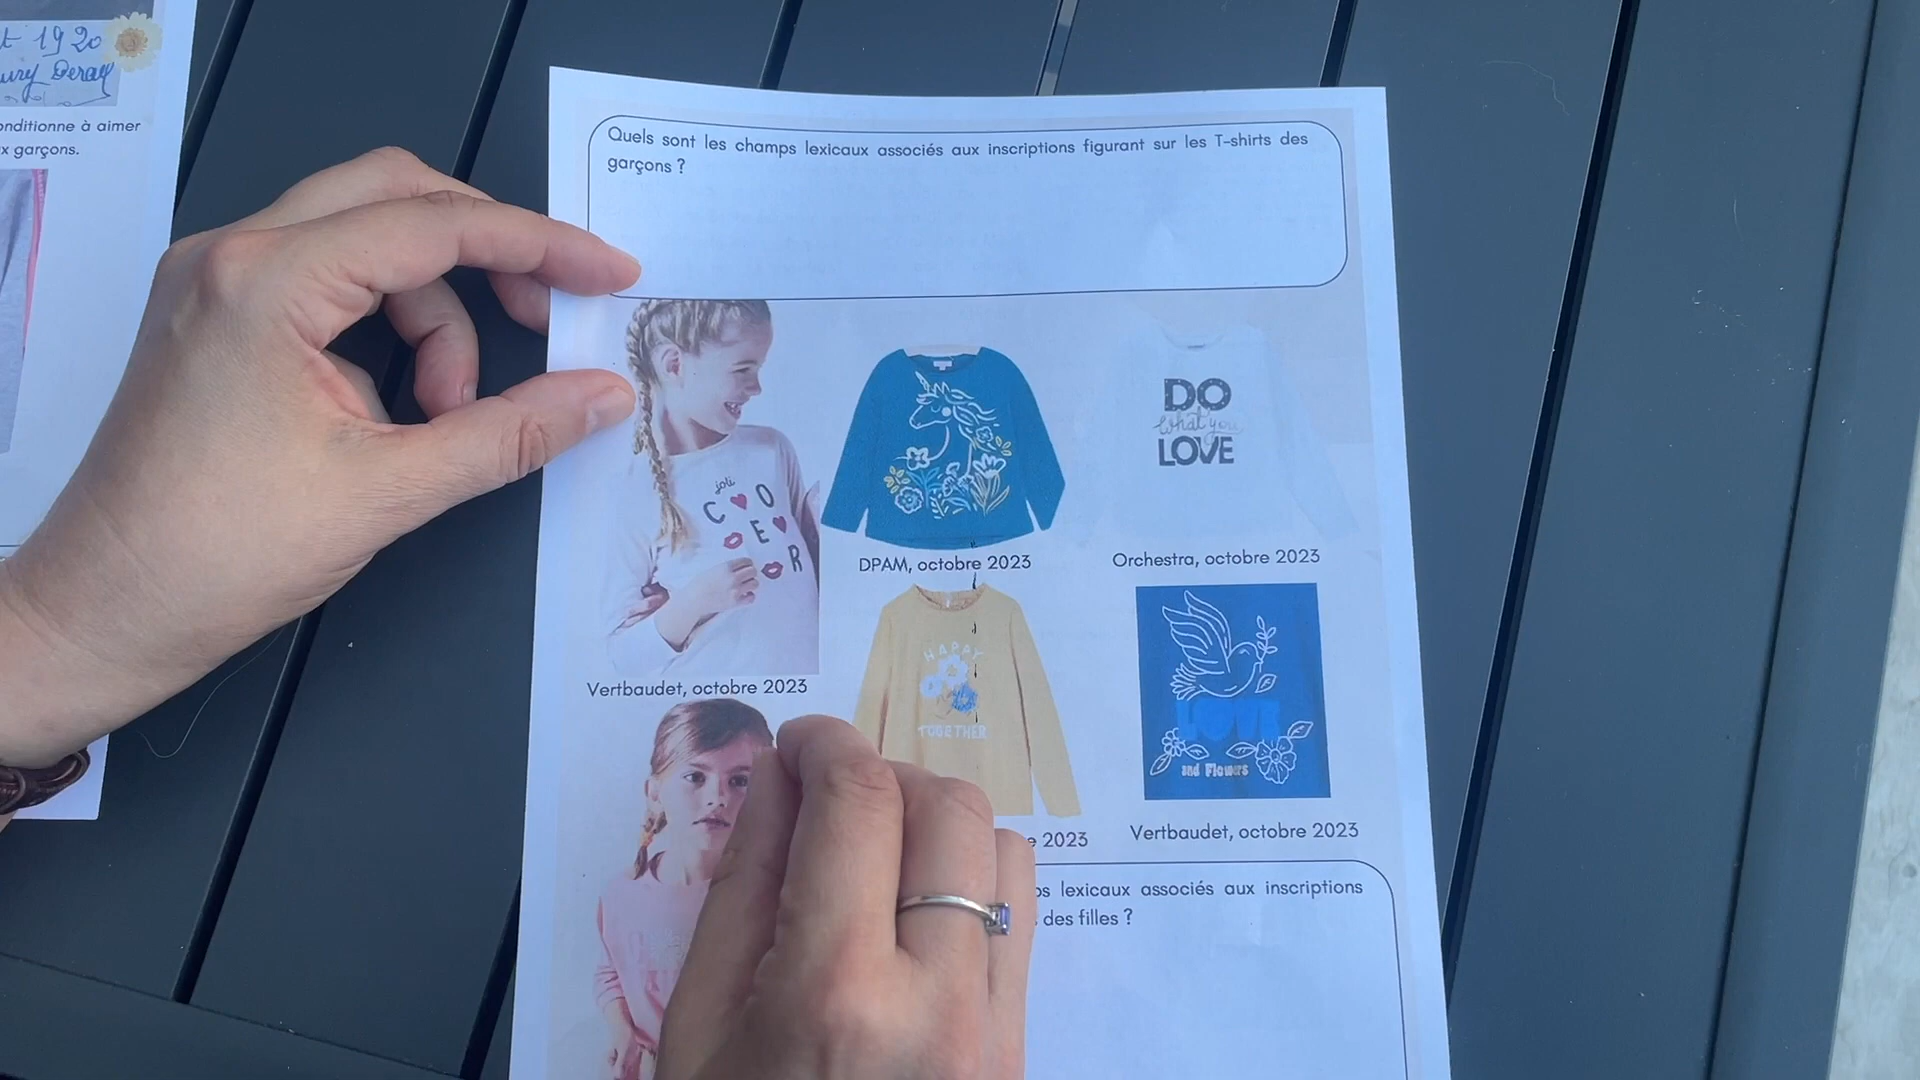 t 1920
Deray
onditionne à aimer
x garçons.
Quels sont les champs lexicaux associés aux inscriptions figurant sur les T-shirts des
garçons ?
joli
C O
E
R
DO
what you
LOVE
DPAM, octobre 2023
Orchestra, octobre 2023
HAPPY
TOGETHER
LOVE
and Flowers
Vertbaudet, octobre 2023
e 2023
Vertbaudet, octobre 2023
ps lexicaux associés aux inscriptions
des filles ?